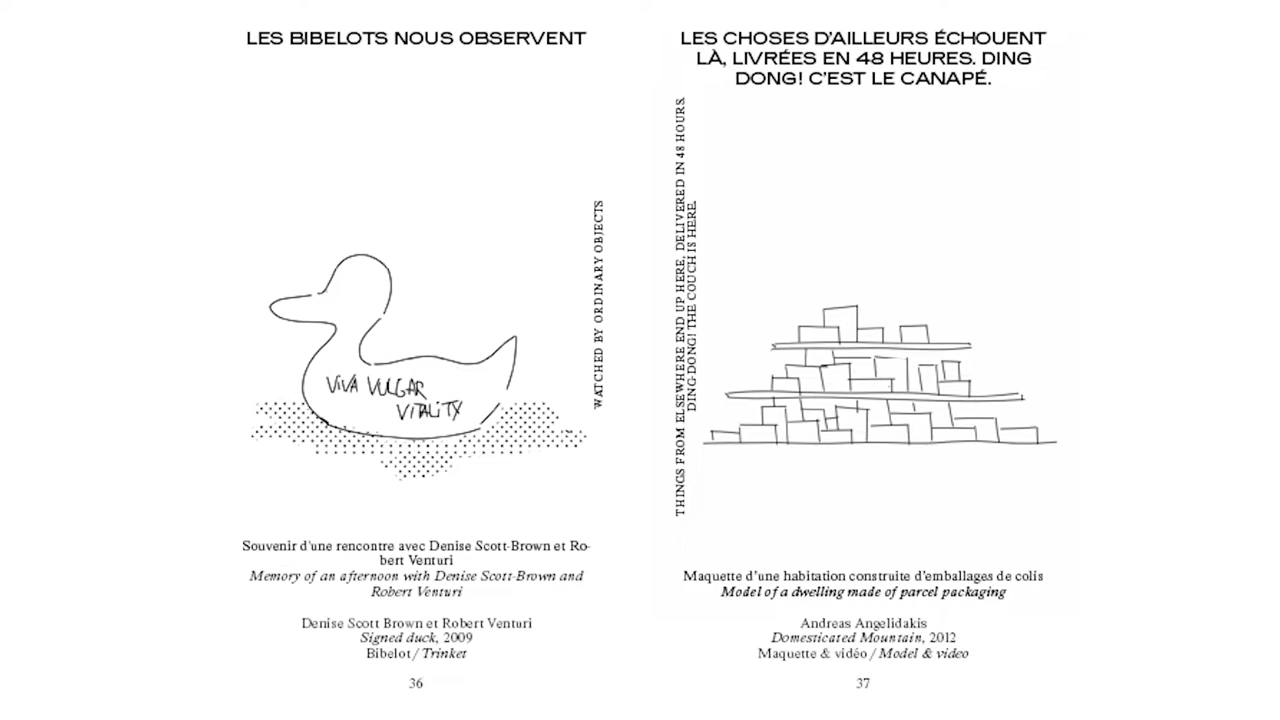 LES BIBELOTS NOUS OBSERVENT
WATCHED BY ORDINARY OBJECTS
VIVA VULGAR
VITALITY
Souvenir d'une rencontre avec Denise Scott-Brown et Ro-
bert Venturi
Memory of an afternoon with Denise Scott-Brown and
Robert Venturi
Denise Scott Brown et Robert Venturi
Signed duck, 2009
Bibelot / Trinket
36
LES CHOSES D'AILLEURS ÉCHOUENT
LÀ, LIVRÉES EN 48 HEURES. DING
DONG! C'EST LE CANAPÉ.
THINGS FROM ELSEWHERE END UP HERE, DELIVERED IN 48 HOURS.
DING-DONG! THE COUCH IS HERE.
Maquette d'une habitation construite d'emballages de colis
Model of a dwelling made of parcel packaging
Andreas Angelidakis
Domesticated Mountain, 2012
Maquette & vidéo / Model & video
37